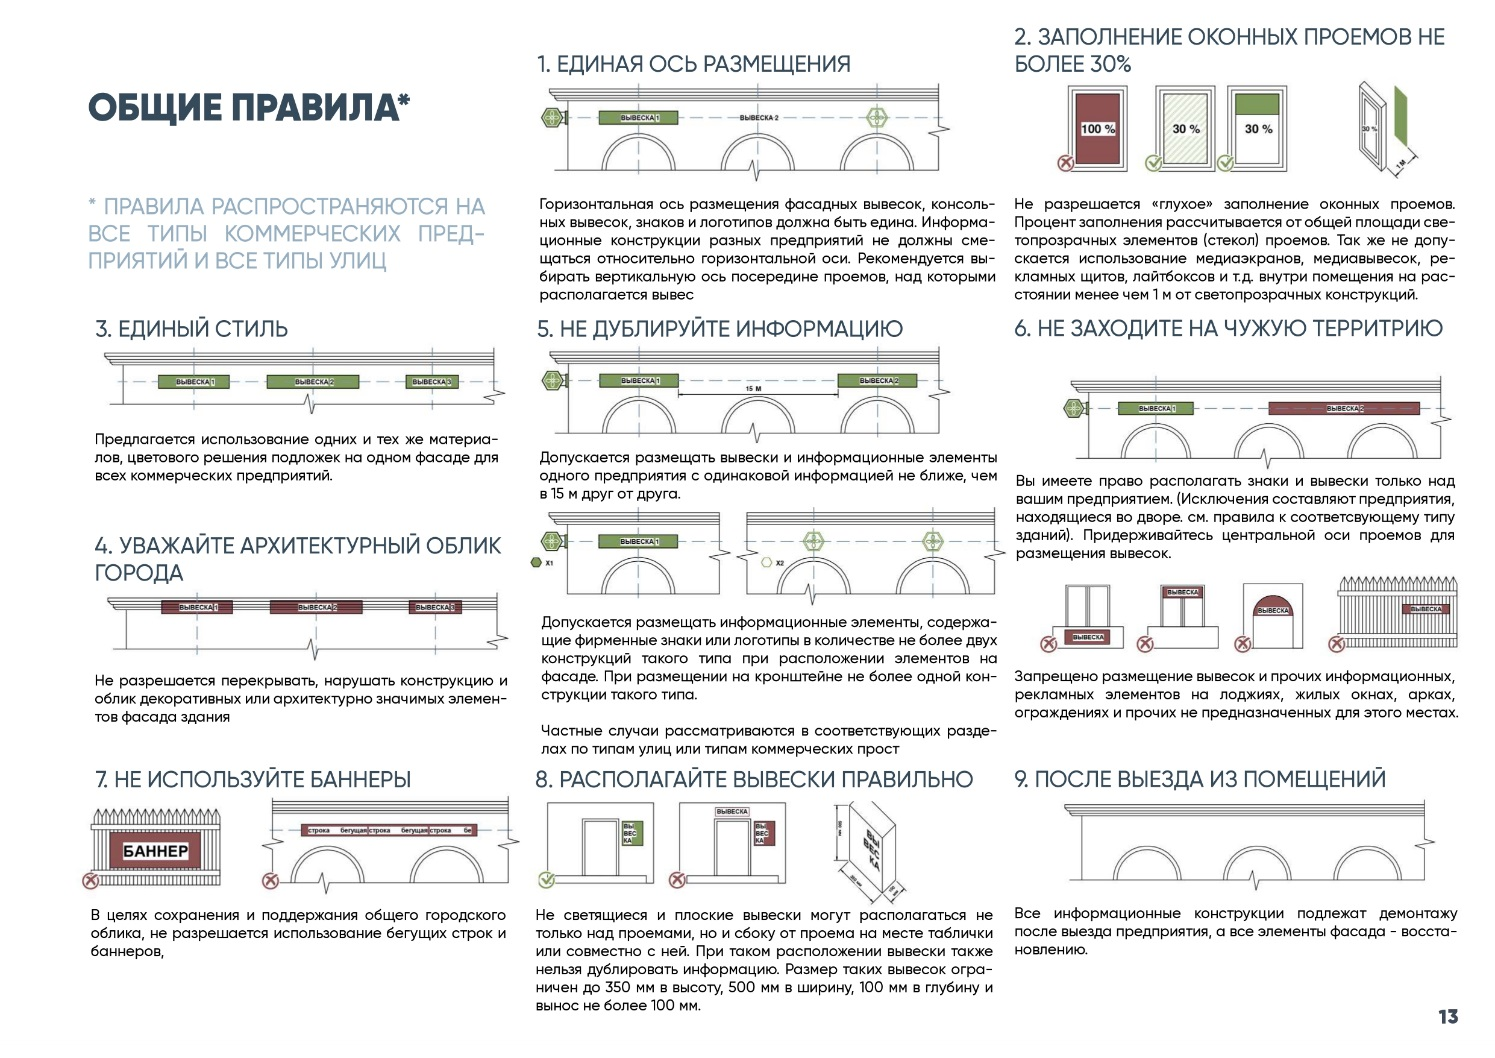 ОБЩИЕ ПРАВИЛА*
* ПРАВИЛА РАСПРОСТРАНЯЮТСЯ НА
ВСЕ ТИПЫ КОММЕРЧЕСКИХ ПРЕД-
ПРИЯТИЙ И ВСЕ ТИПЫ УЛИЦ
1. ЕДИНАЯ ОСЬ РАЗМЕЩЕНИЯ
ВЫВЕСКА 1
ВЫВЕСКА 2
Горизонтальная ось размещения фасадных вывесок, консоль-
ных вывесок, знаков и логотипов должна быть едина. Информа-
ционные конструкции разных предприятий не должны сме-
щаться относительно горизонтальной оси. Рекомендуется вы-
бирать вертикальную ось посередине проемов, над которыми
располагается вывес
2. ЗАПОЛНЕНИЕ ОКОННЫХ ПРОЕМОВ НЕ
БОЛЕЕ 30%
100 %
30 %
30 %
30 %
1 М
Не разрешается «глухое» заполнение оконных проемов.
Процент заполнения рассчитывается от общей площади све-
топрозрачных элементов (стекол) проемов. Так же не допу-
скается использование медиаэкранов, медиавывесок, ре-
кламных щитов, лайтбоксов и т.д. внутри помещения на рас-
стоянии менее чем 1 м от светопрозрачных конструкций.
3. ЕДИНЫЙ СТИЛЬ
ВЫВЕСКА 1
ВЫВЕСКА 2
ВЫВЕСКА 3
Предлагается использование одних и тех же материа-
лов, цветового решения подложек на одном фасаде для
всех коммерческих предприятий.
4. УВАЖАЙТЕ АРХИТЕКТУРНЫЙ ОБЛИК
ГОРОДА
ВЫВЕСКА 1
ВЫВЕСКА 2
ВЫВЕСКА 3
Не разрешается перекрывать, нарушать конструкцию и
облик декоративных или архитектурно значимых элемен-
тов фасада здания
5. НЕ ДУБЛИРУЙТЕ ИНФОРМАЦИЮ
ВЫВЕСКА 1
15 М
ВЫВЕСКА 2
Допускается размещать вывески и информационные элементы
одного предприятия с одинаковой информацией не ближе, чем
в 15 м друг от друга.
ВЫВЕСКА 1
X1
X2
Допускается размещать информационные элементы, содержа-
щие фирменные знаки или логотипы в количестве не более двух
конструкций такого типа при расположении элементов на
фасаде. При размещении на кронштейне не более одной кон-
струкции такого типа.
Частные случаи рассматриваются в соответствующих разде-
лах по типам улиц или типам коммерческих прост
6. НЕ ЗАХОДИТЕ НА ЧУЖУЮ ТЕРРИТРИЮ
ВЫВЕСКА 1
ВЫВЕСКА 2
Вы имеете право располагать знаки и вывески только над
вашим предприятием. (Исключения составляют предприятия,
находящиеся во дворе. см. правила к соответсвующему типу
зданий). Придерживайтесь центральной оси проемов для
размещения вывесок.
ВЫВЕСКА
ВЫВЕСКА
ВЫВЕСКА
ВЫВЕСКА
Запрещено размещение вывесок и прочих информационных,
рекламных элементов на лоджиях, жилых окнах, арках,
ограждениях и прочих не предназначенных для этого местах.
7. НЕ ИСПОЛЬЗУЙТЕ БАННЕРЫ
БАННЕР
строка бегущая строка бегущая строка бе
В целях сохранения и поддержания общего городского
облика, не разрешается использование бегущих строк и
баннеров,
8. РАСПОЛАГАЙТЕ ВЫВЕСКИ ПРАВИЛЬНО
ВЫ
ВЕС
КА
ВЫВЕСКА
ВЫ
ВЕС
КА
ВЫ
ВЕС
КА
Не светящиеся и плоские вывески могут располагаться не
только над проемами, но и сбоку от проема на месте таблички
или совместно с ней. При таком расположении вывески также
нельзя дублировать информацию. Размер таких вывесок огра-
ничен до 350 мм в высоту, 500 мм в ширину, 100 мм в глубину и
вынос не более 100 мм.
9. ПОСЛЕ ВЫЕЗДА ИЗ ПОМЕЩЕНИЙ
Все информационные конструкции подлежат демонтажу
после выезда предприятия, а все элементы фасада - восста-
новлению.
13